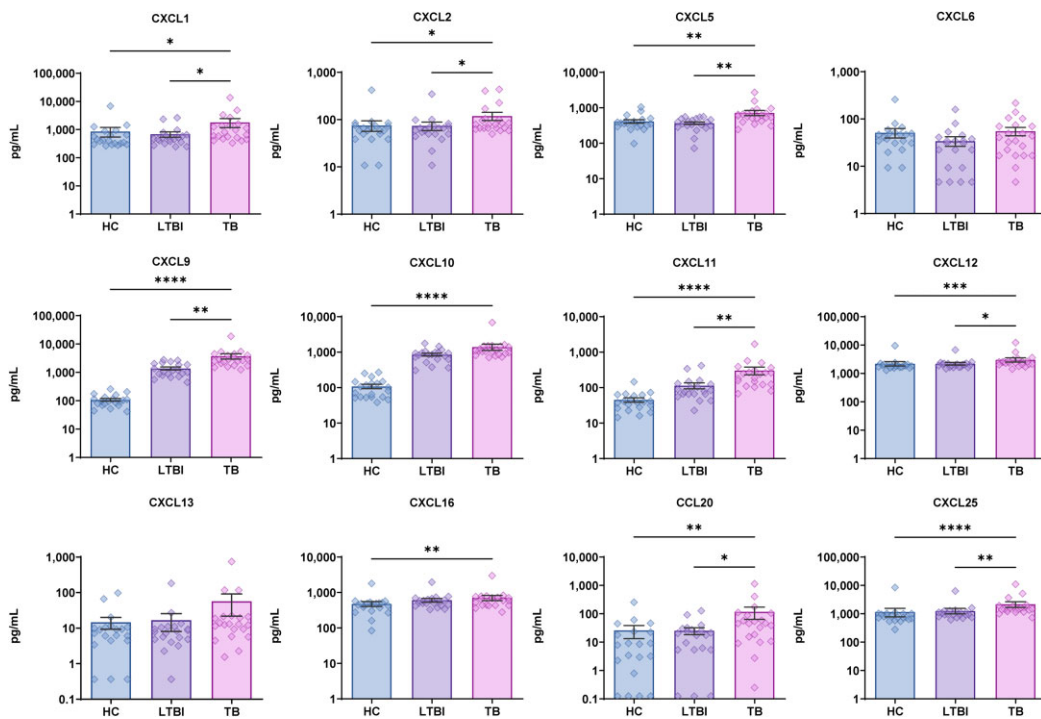 CXCL1
*
*
pg/mL
100,000
10,000
1,000
100
10
1
HC LTBI TB
CXCL2
*
*
pg/mL
1,000
100
10
1
HC LTBI TB
CXCL5
**
**
pg/mL
10,000
1,000
100
10
1
HC LTBI TB
CXCL6
pg/mL
1,000
100
10
1
HC LTBI TB
CXCL9
****
**
pg/mL
100,000
10,000
1,000
100
10
1
HC LTBI TB
CXCL10
****
pg/mL
10,000
1,000
100
10
1
HC LTBI TB
CXCL11
****
**
pg/mL
10,000
1,000
100
10
1
HC LTBI TB
CXCL12
***
*
pg/mL
100,000
10,000
1,000
100
10
1
HC LTBI TB
CXCL13
pg/mL
1,000
100
10
1
0.1
HC LTBI TB
CXCL16
**
pg/mL
10,000
1,000
100
10
1
HC LTBI TB
CCL20
**
*
pg/mL
10,000
1,000
100
10
1
0.1
HC LTBI TB
CXCL25
****
**
pg/mL
100,000
10,000
1,000
100
10
1
HC LTBI TB